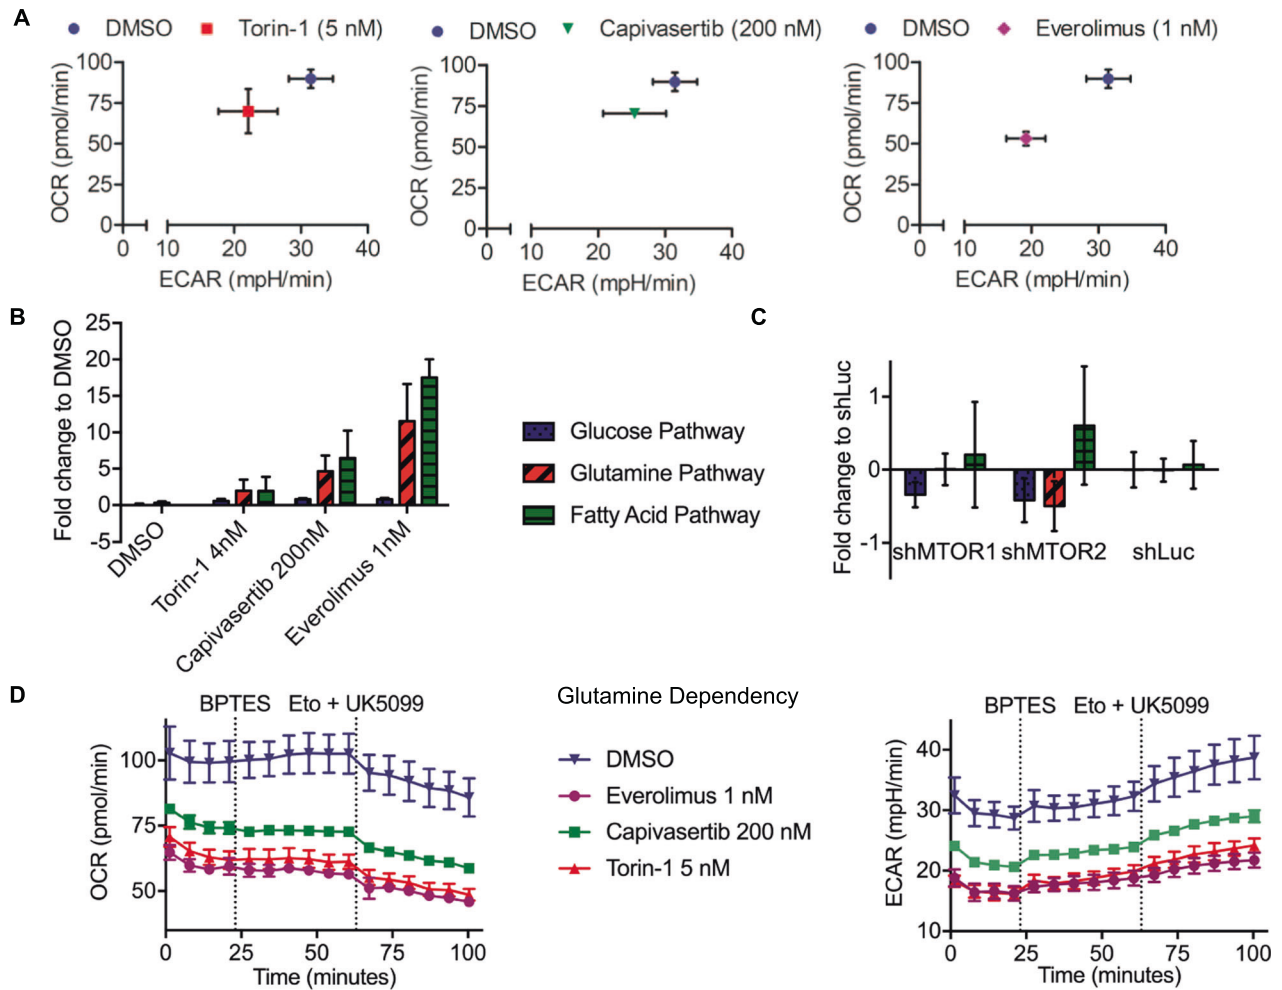 A
DMSO Torin-1 (5 nM)
OCR (pmol/min)
100
75
50
25
0
0 10 20 30 40
ECAR (mpH/min)
DMSO Capivasertib (200 nM)
OCR (pmol/min)
100
75
50
25
0
0 10 20 30 40
ECAR (mpH/min)
DMSO Everolimus (1 nM)
OCR (pmol/min)
100
75
50
25
0
0 10 20 30 40
ECAR (mpH/min)
B
Fold change to DMSO
25
20
15
10
5
0
-5
DMSO
Torin-1 4nM
Capivasertib 200nM
Everolimus 1nM
Glucose Pathway
Glutamine Pathway
Fatty Acid Pathway
C
Fold change to shLuc
1
0
-1
shMTOR1 shMTOR2 shLuc
D
BPTES Eto + UK5099
OCR (pmol/min)
100
75
50
0 25 50 75 100
Time (minutes)
Glutamine Dependency
DMSO
Everolimus 1 nM
Capivasertib 200 nM
Torin-1 5 nM
BPTES Eto + UK5099
ECAR (mpH/min)
40
30
20
10
0 25 50 75 100
Time (minutes)